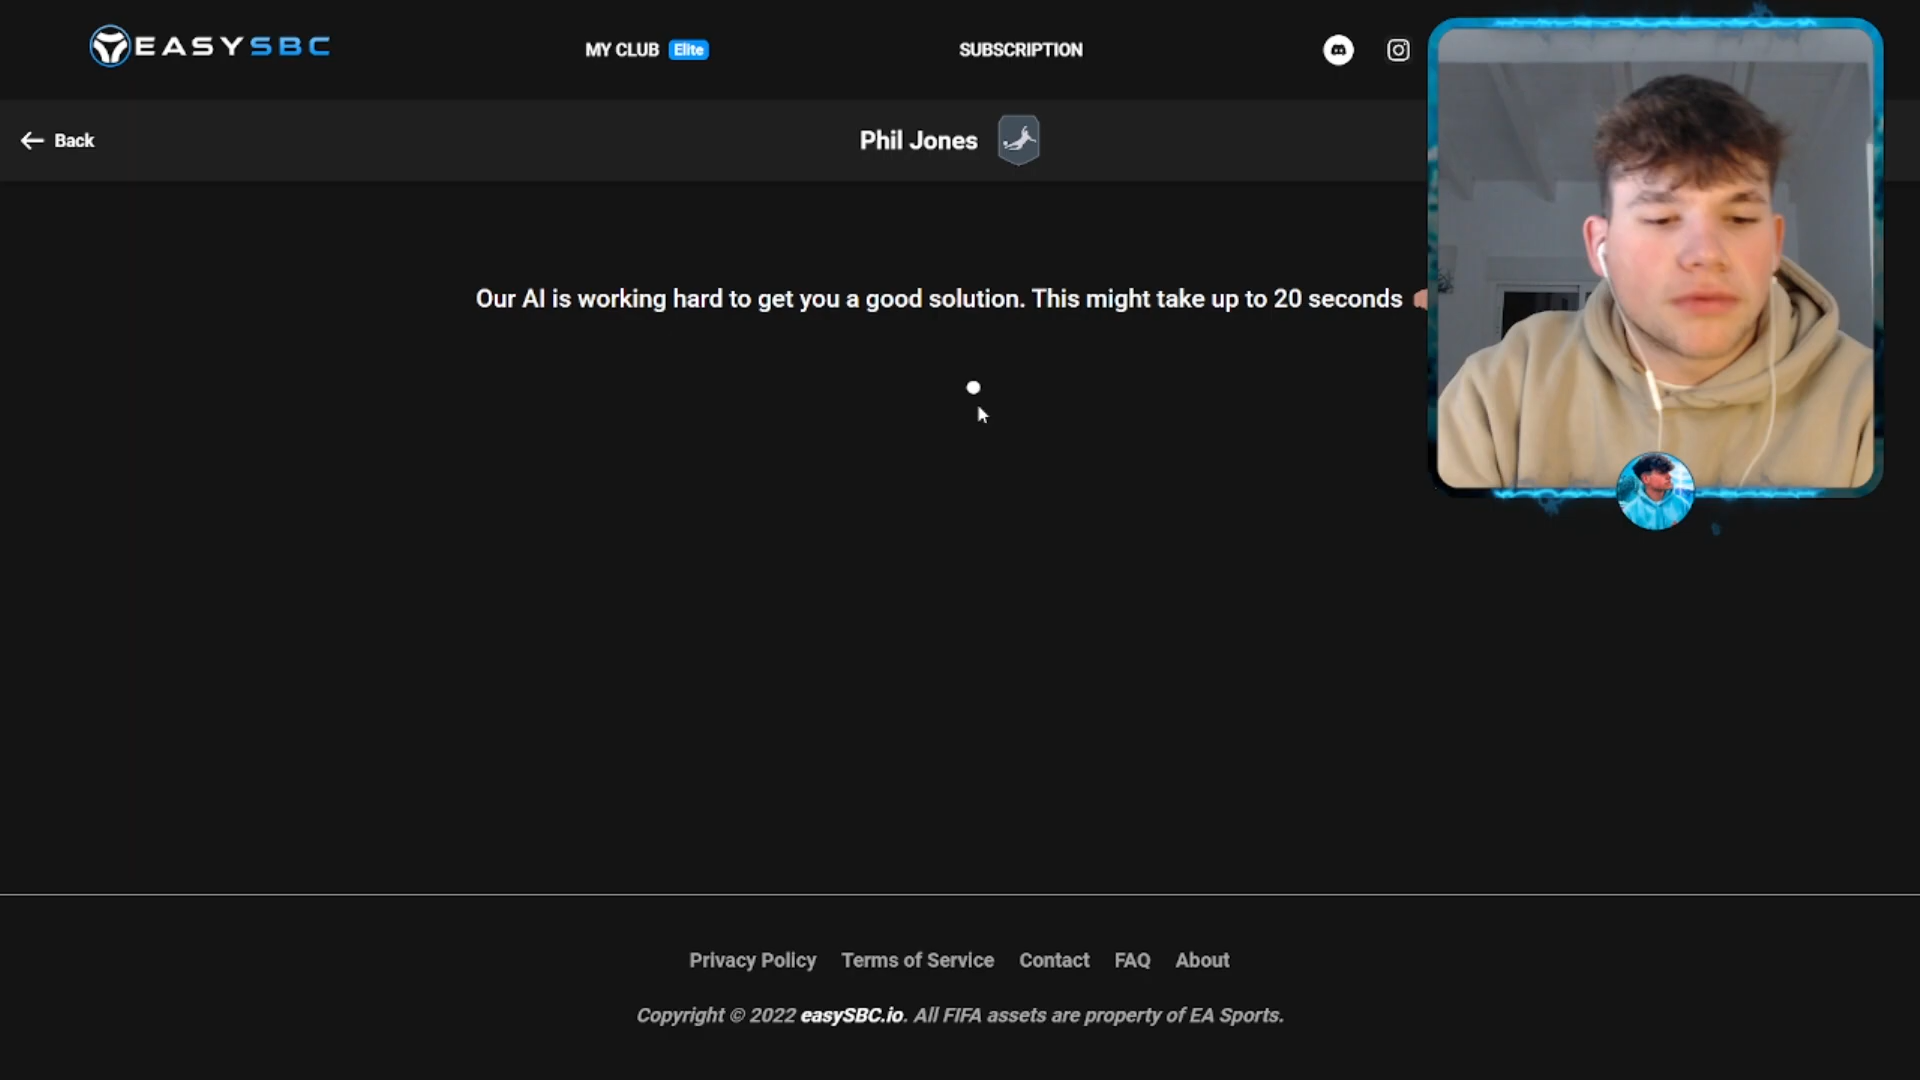 EASYSBC
MY CLUB Elite
SUBSCRIPTION
Back
Phil Jones
Our AI is working hard to get you a good solution. This might take up to 20 seconds
Privacy Policy Terms of Service Contact FAQ About
Copyright © 2022 easySBC.io. All FIFA assets are property of EA Sports.